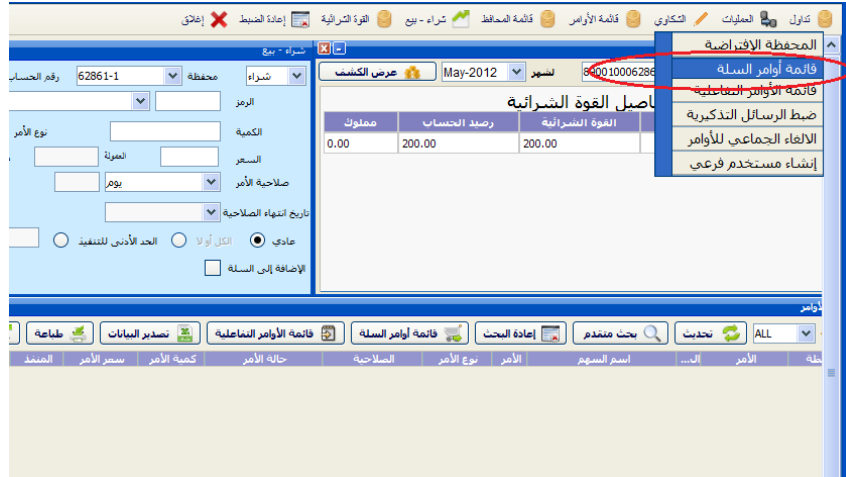 تداول العمليات الشكاوي قائمة الأوامر قائمة المحافظ شراء - بيع القوة الشرائية إعادة الضبط إغلاق
المحفظة الإفتراضية
قائمة أوامر السلة
قائمة الأوامر التفاعلية
ضبط الرسائل التذكيرية
الالغاء الجماعي للأوامر
إنشاء مستخدم فرعي
لشهر May-2012 عرض الكشف
اصيل القوة الشرائية
القوة الشرائية رصيد الحساب مملوك
200.00 200.00 0.00
شراء - بيع
شراء محفظة 62861-1 رقم الحساب
الرمز
الكمية نوع الأمر
السعر العمولة
صلاحية الأمر يوم
تاريخ انتهاء الصلاحية
عادي الكل أو لا الحد الأدنى للتنفيذ
الإضافة إلى السلة
لأوامر
ALL تحديث بحث متقدم إعادة البحث قائمة أوامر السلة قائمة الأوامر التفاعلية تصدير البيانات طباعة
ظة الأمر ال... اسم السهم الأمر نوع الأمر الصلاحية حالة الأمر كمية الأمر سعر الأمر المنفذ